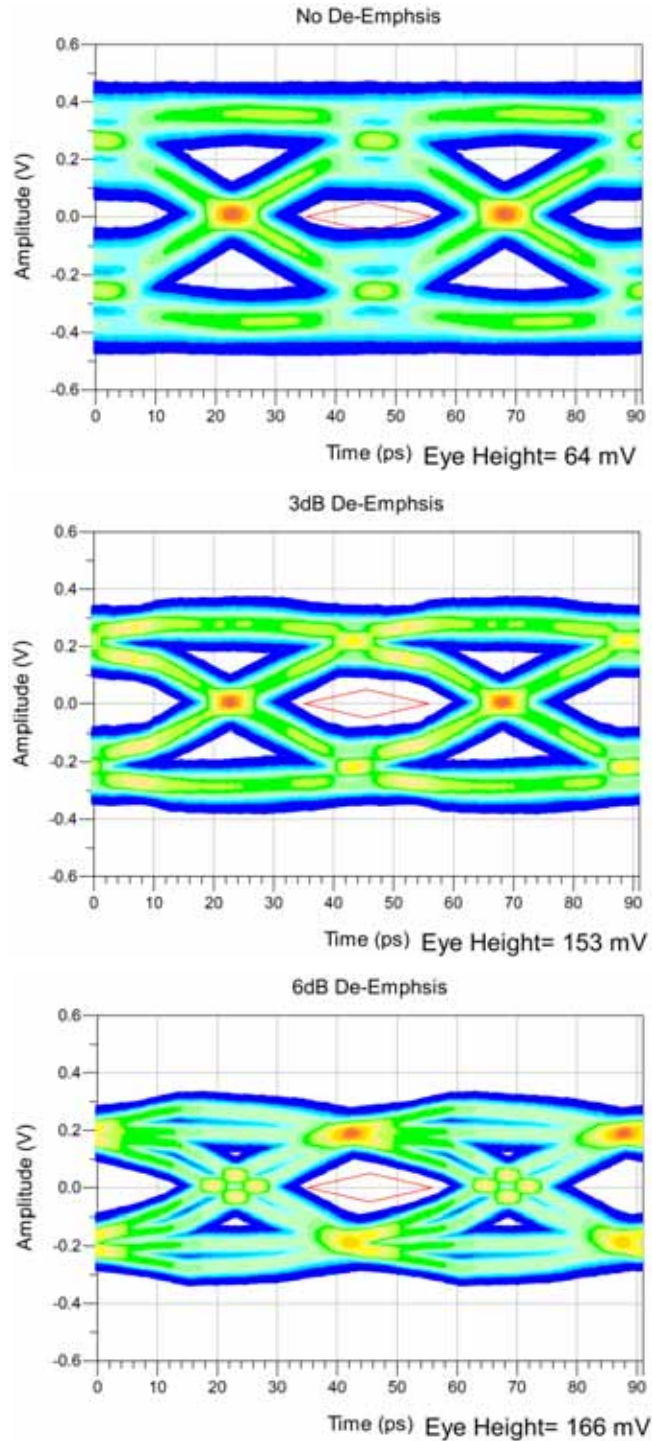 No De-Emphsis
0.6
0.4
0.2
0.0
-0.2
-0.4
-0.6
Amplitude (V)
0 10 20 30 40 50 60 70 80 90
Time (ps) Eye Height= 64 mV
3dB De-Emphsis
0.6
0.4
0.2
0.0
-0.2
-0.4
-0.6
Amplitude (V)
0 10 20 30 40 50 60 70 80 90
Time (ps) Eye Height= 153 mV
6dB De-Emphsis
0.6
0.4
0.2
0.0
-0.2
-0.4
-0.6
Amplitude (V)
0 10 20 30 40 50 60 70 80 90
Time (ps) Eye Height= 166 mV